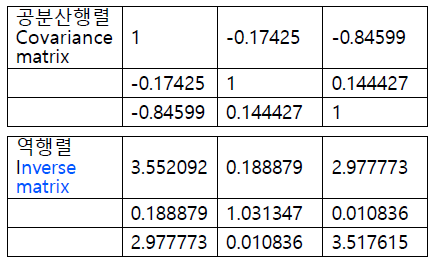 공분산행렬
Covariance 1 -0.17425 -0.84599
matrix
-0.17425 1 0.144427
-0.84599 0.144427 1
역행렬
Inverse 3.552092 0.188879 2.977773
matrix
0.188879 1.031347 0.010836
2.977773 0.010836 3.517615